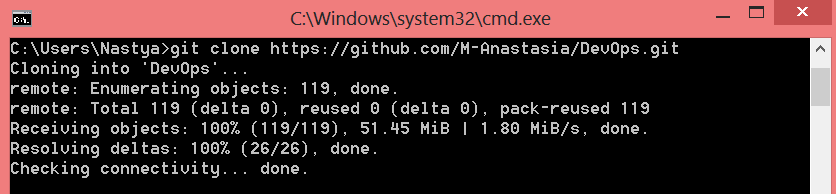 C:\Windows\system32\cmd.exe
C:\Users\Nastya>git clone https://github.com/M-Anastasia/DevOps.git
Cloning into 'DevOps'...
remote: Enumerating objects: 119, done.
remote: Total 119 (delta 0), reused 0 (delta 0), pack-reused 119
Receiving objects: 100% (119/119), 51.45 MiB | 1.80 MiB/s, done.
Resolving deltas: 100% (26/26), done.
Checking connectivity... done.